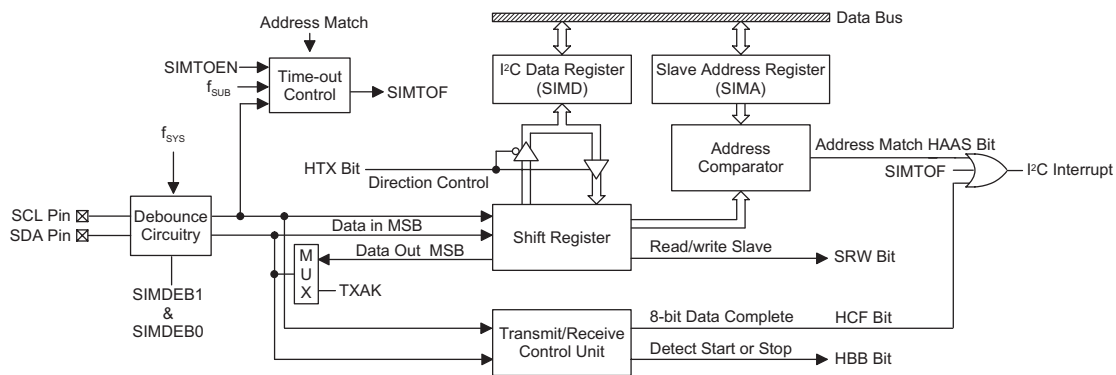 Data Bus
Address Match
SIMTOEN
f_SUB
Time-out
Control
SIMTOF
I²C Data Register
(SIMD)
Slave Address Register
(SIMA)
f_SYS
HTX Bit
Direction Control
Address
Comparator
Address Match HAAS Bit
SIMTOF
I²C Interrupt
SCL Pin
SDA Pin
Debounce
Circuitry
Data in MSB
Shift Register
Data Out MSB
M
U
X
TXAK
Read/write Slave
SRW Bit
SIMDEB1
&
SIMDEB0
Transmit/Receive
Control Unit
8-bit Data Complete
HCF Bit
Detect Start or Stop
HBB Bit